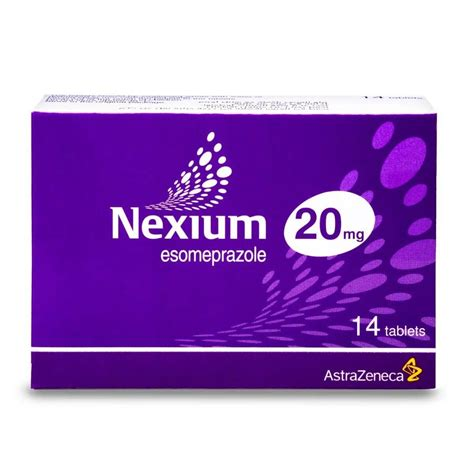 14 tablets
Nexium
20 mg
esomeprazole
14 tablets
AstraZeneca